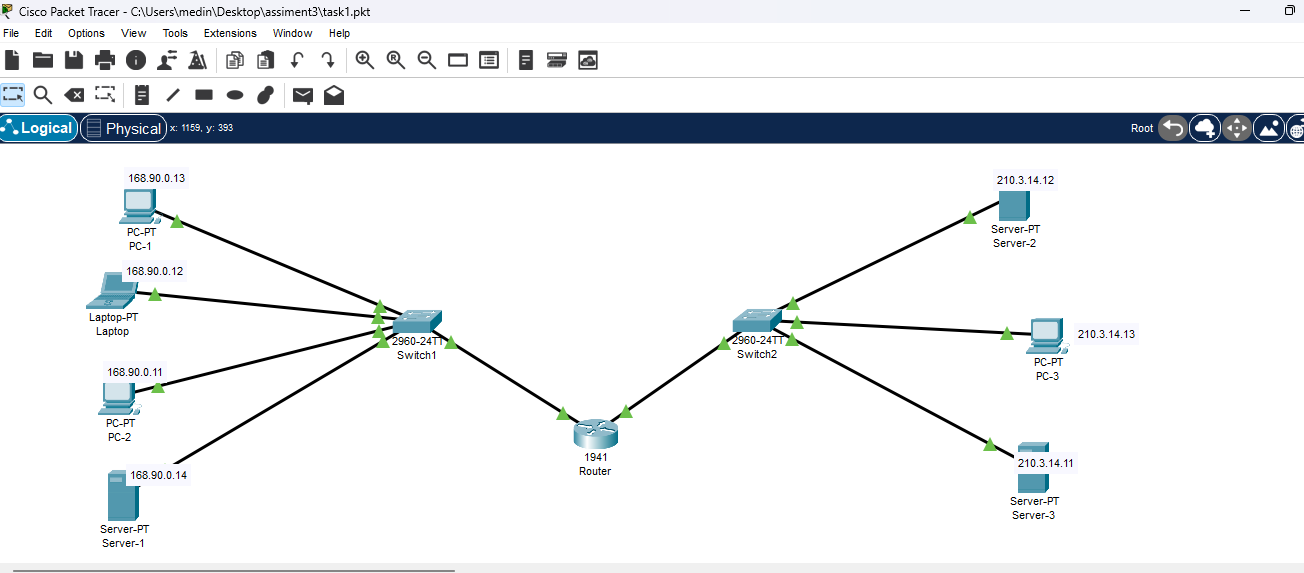 Cisco Packet Tracer - C:\Users\medin\Desktop\assiment3\task1.pkt
File Edit Options View Tools Extensions Window Help
Logical Physical x: 1159, y: 393 Root
168.90.0.13
PC-PT
PC-1
168.90.0.12
Laptop-PT
Laptop
168.90.0.11
PC-PT
PC-2
168.90.0.14
Server-PT
Server-1
2960-24TT
Switch1
1941
Router
2960-24TT
Switch2
210.3.14.12
Server-PT
Server-2
210.3.14.13
PC-PT
PC-3
210.3.14.11
Server-PT
Server-3